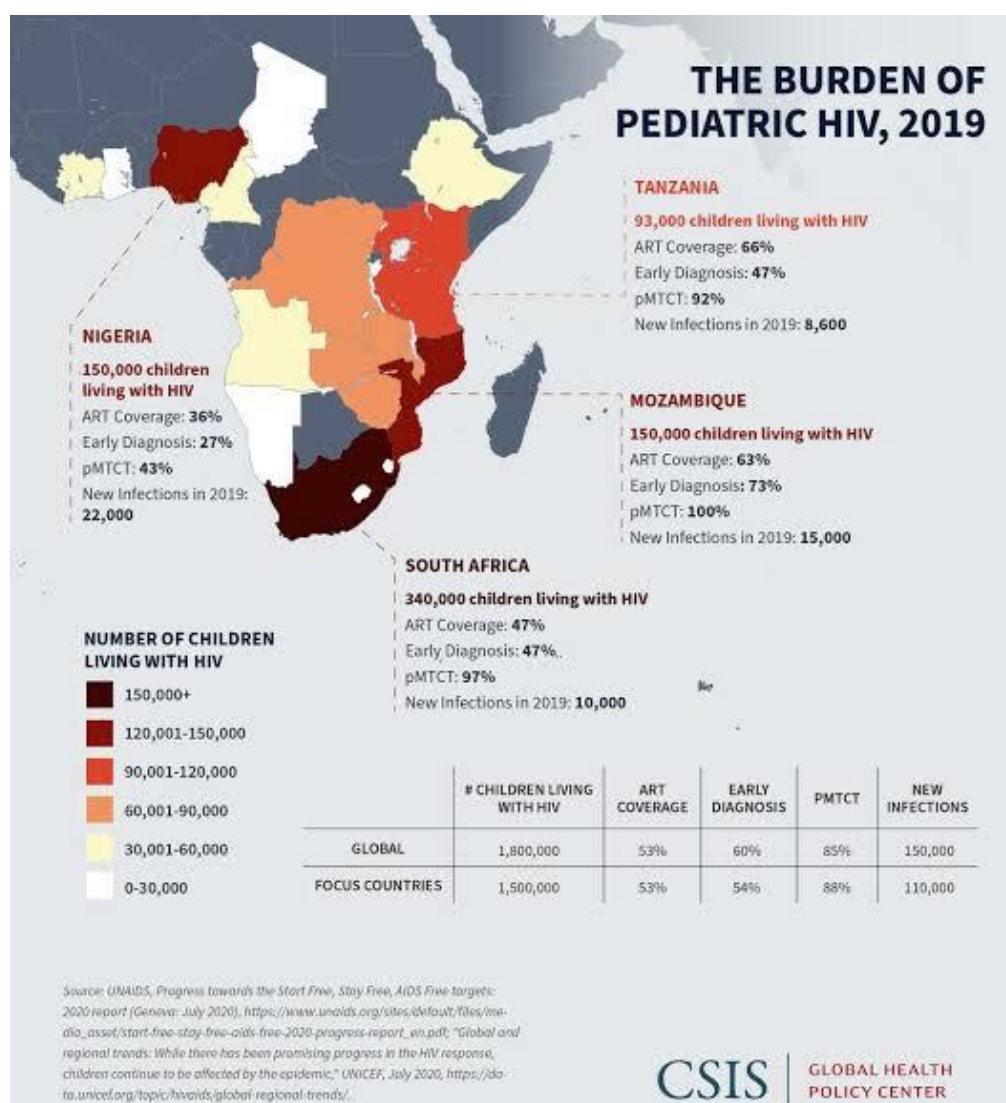 THE BURDEN OF
PEDIATRIC HIV, 2019
TANZANIA
93,000 children living with HIV
ART Coverage: 66%
Early Diagnosis: 47%
pMTCT: 92%
New Infections in 2019: 8,600
NIGERIA
150,000 children
living with HIV
ART Coverage: 36%
Early Diagnosis: 27%
pMTCT: 43%
New Infections in 2019:
22,000
MOZAMBIQUE
150,000 children living with HIV
ART Coverage: 63%
Early Diagnosis: 73%
pMTCT: 100%
New Infections in 2019: 15,000
SOUTH AFRICA
340,000 children living with HIV
ART Coverage: 47%
Early Diagnosis: 47%..
pMTCT: 97%
New Infections in 2019: 10,000
NUMBER OF CHILDREN
LIVING WITH HIV
150,000+
120,001-150,000
90,001-120,000
60,001-90,000
30,001-60,000
0-30,000
# CHILDREN LIVING WITH HIV ART COVERAGE EARLY DIAGNOSIS PMTCT NEW INFECTIONS
GLOBAL 1,800,000 53% 60% 85% 150,000
FOCUS COUNTRIES 1,500,000 53% 54% 88% 110,000
Source: UNAIDS, Progress towards the Start Free, Stay Free, AIDS Free targets:
2020 report (Geneva: July 2020), https://www.unaids.org/sites/default/files/me-
dia_asset/start-free-stay-free-aids-free-2020-progress-report_en.pdf; "Global and
regional trends: While there has been promising progress in the HIV response,
children continue to be affected by the epidemic," UNICEF, July 2020, https://da-
ta.unicef.org/topic/hivaids/global-regional-trends/.
CSIS
GLOBAL HEALTH
POLICY CENTER